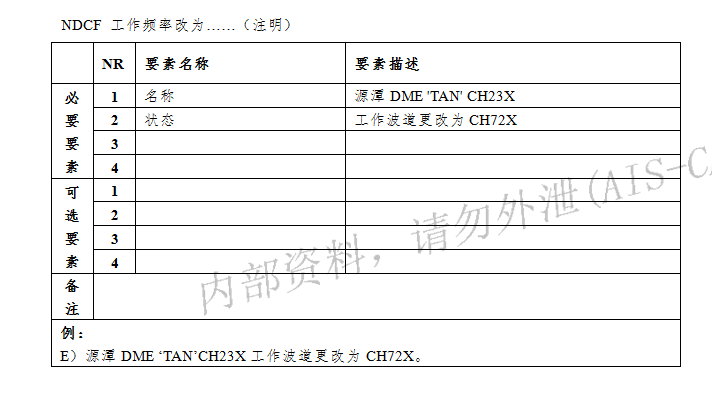 NDCF 工作频率改为……（注明）
NR 要素名称 要素描述
必要要素
1 名称 源潭 DME 'TAN' CH23X
2 状态 工作波道更改为 CH72X
3
4
可选要素
1
2
3
4
备注
例：
E）源潭 DME ‘TAN’CH23X 工作波道更改为 CH72X。
内部资料，请勿外泄(AIS-C